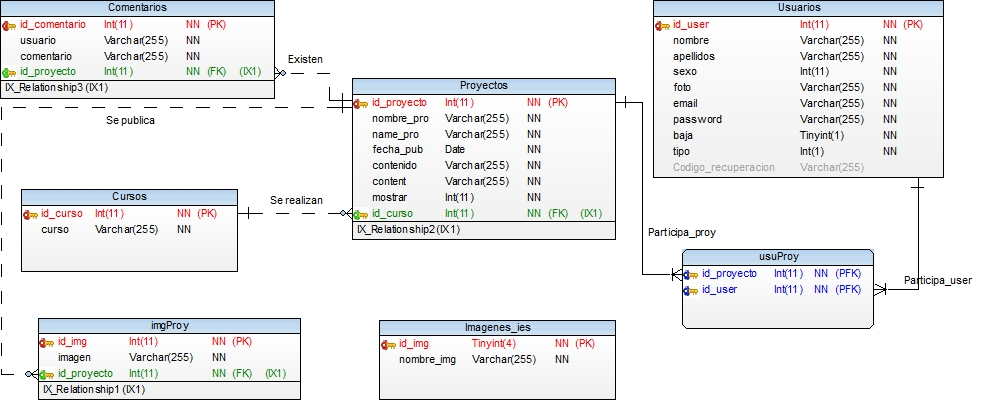 Comentarios
id_comentario Int(11) NN (PK)
usuario Varchar(255) NN
comentario Varchar(255) NN
id_proyecto Int(11) NN (FK) (IX1)
IX_Relationship3 (IX1)
Existen
Se publica
Proyectos
id_proyecto Int(11) NN (PK)
nombre_pro Varchar(255) NN
name_pro Varchar(255) NN
fecha_pub Date NN
contenido Varchar(255) NN
content Varchar(255) NN
mostrar Int(11) NN
id_curso Int(11) NN (FK) (IX1)
IX_Relationship2 (IX1)
Usuarios
id_user Int(11) NN (PK)
nombre Varchar(255) NN
apellidos Varchar(255) NN
sexo Int(11) NN
foto Varchar(255) NN
email Varchar(255) NN
password Varchar(255) NN
baja Tinyint(1) NN
tipo Int(1) NN
Codigo_recuperacion Varchar(255)
Cursos
id_curso Int(11) NN (PK)
curso Varchar(255) NN
Se realizan
Participa_proy
usuProy
id_proyecto Int(11) NN (PFK)
id_user Int(11) NN (PFK)
Participa_user
imgProy
id_img Int(11) NN (PK)
imagen Varchar(255) NN
id_proyecto Int(11) NN (FK) (IX1)
IX_Relationship1 (IX1)
Imagenes_ies
id_img Tinyint(4) NN (PK)
nombre_img Varchar(255) NN